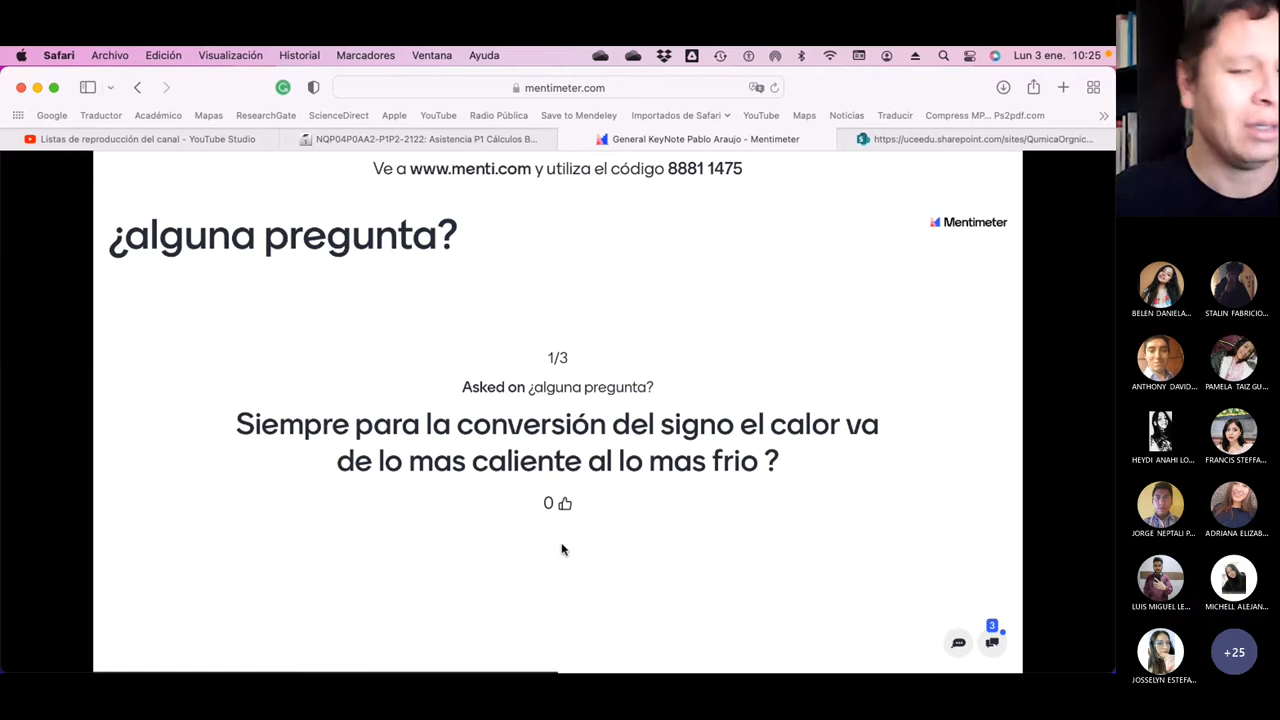 Safari Archivo Edición Visualización Historial Marcadores Ventana Ayuda Lun 3 ene. 10:25
mentimeter.com
Google Traductor Académico Mapas ResearchGate ScienceDirect Apple YouTube Radio Pública Save to Mendeley Importados de Safari YouTube Maps Noticias Traducir Compress MP... Ps2pdf.com
Listas de reproducción del canal - YouTube Studio
NQP04P0AA2-P1P2-2122: Asistencia P1 Cálculos B...
General KeyNote Pablo Araujo - Mentimeter
https://uceedu.sharepoint.com/sites/QumicaOrgnic...
Ve a www.menti.com y utiliza el código 8881 1475
¿alguna pregunta?
Mentimeter
1/3
Asked on ¿alguna pregunta?
Siempre para la conversión del signo el calor va
de lo mas caliente al lo mas frio ?
0
3
BELEN DANIELA...
STALIN FABRICIO...
ANTHONY DAVID...
PAMELA TAIZ GU...
HEYDI ANAHI LO...
FRANCIS STEFFA...
JORGE NEPTALI P...
ADRIANA ELIZAB...
LUIS MIGUEL LE...
MICHELL ALEJAN...
JOSSELYN ESTEFA...
+25